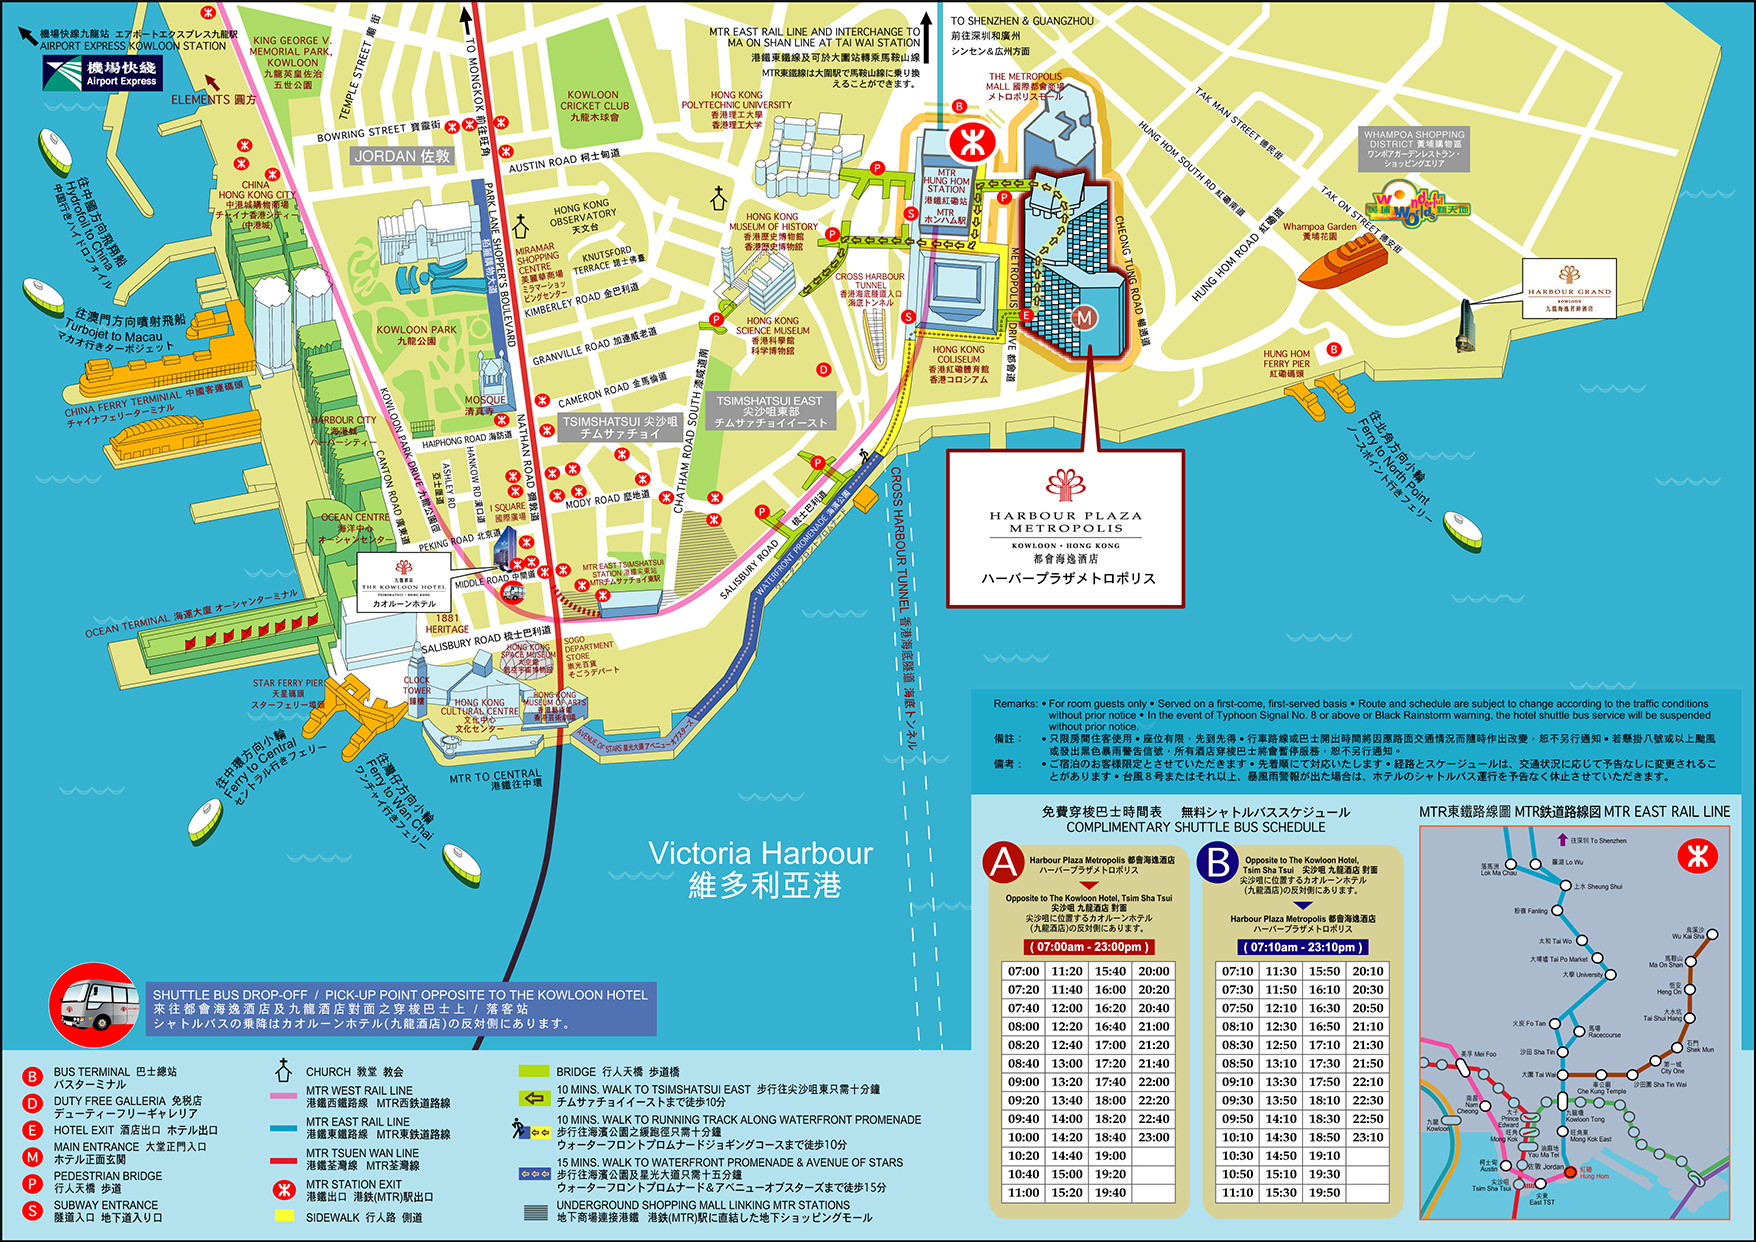 機場快線九龍站 エアポートエクスプレス九龍駅
AIRPORT EXPRESS KOWLOON STATION
機場快綫
Airport Express
ELEMENTS 圓方
KING GEORGE V.
MEMORIAL PARK,
KOWLOON
九龍英皇佐治
五世公園
TEMPLE STREET 廟街
TO MONGKOK 前往旺角
BOWRING STREET 寶靈街
JORDAN 佐敦
AUSTIN ROAD 柯士甸道
KOWLOON
CRICKET CLUB
九龍木球會
HONG KONG
POLYTECHNIC UNIVERSITY
香港理工大學
香港理工大学
MTR EAST RAIL LINE AND INTERCHANGE TO
MA ON SHAN LINE AT TAI WAI STATION
港鐵東鐵線及可於大圍站轉乘馬鞍山線
MTR東鐵線は大圍駅で馬鞍山線に乗り換
えることができます。
TO SHENZHEN & GUANGZHOU
前往深圳和廣州
シンセン&広州方面
THE METROPOLIS
MALL 國際都會商場
メトロポリスモール
TAK MAN STREET 德民街
HUNG HOM SOUTH RD 紅磡南道
TAK ON STREET 德安街
HUNG HOM ROAD 紅磡道
CHEONG TUNG ROAD 暢通道
METROPOLIS DRIVE 都會道
WHAMPOA SHOPPING
DISTRICT 黃埔購物區
ワンポアガーデンレストラン・
ショッピングエリア
Wonderful
Worlds
黃埔 新天地
Whampoa Garden
黃埔花園
HARBOUR GRAND
KOWLOON
九龍海逸君綽酒店
HUNG HOM
FERRY PIER
紅磡碼頭
往北角方向小輪
Ferry to North Point
ノースポイント行きフェリー
往中國方向飛翔船
Hydrofoil to China
中国行きハイドロフォイル
往澳門方向噴射飛船
Turbojet to Macau
マカオ行きターボジェット
CHINA
HONG KONG CITY
中港城購物商場
チャイナ香港シティー
(中港城)
CHINA FERRY TERMINAL 中國客運碼頭
チャイナフェリーターミナル
PARK LANE SHOPPER'S BOULEVARD
栢麗購物大道
MIRAMAR
SHOPPING
CENTRE
美麗華商場
ミラマーショッ
ピングセンター
HONG KONG
OBSERVATORY
天文台
KNUTSFORD
TERRACE 諾士佛臺
KIMBERLEY ROAD 金巴利道
GRANVILLE ROAD 加連威老道
CAMERON ROAD 金馬倫道
KOWLOON PARK
九龍公園
MOSQUE
清真寺
HONG KONG
MUSEUM OF HISTORY
香港歷史博物館
香港歴史博物館
HONG KONG
SCIENCE MUSEUM
香港科學館
科学博物館
CROSS HARBOUR
TUNNEL
香港海底隧道入口
海底トンネル
MTR
HUNG HOM
STATION
港鐵紅磡站
MTR
ホンハム駅
HONG KONG
COLISEUM
香港紅磡體育館
香港コロシアム
TSIMSHATSUI 尖沙咀
チムサァチョイ
TSIMSHATSUI EAST
尖沙咀東部
チムサァチョイイースト
CHATHAM ROAD SOUTH 漆咸道南
HARBOUR CITY
海港城
ハーバーシティー
KOWLOON PARK DRIVE 九龍公園徑
CANTON ROAD 廣東道
HAIPHONG ROAD 海防道
HANKOW RD 漢口道
ASHLEY RD
亞士厘道
NATHAN ROAD 彌敦道
I SQUARE
國際廣場
MODY ROAD 麼地道
PEKING ROAD 北京道
MIDDLE ROAD 中間道
OCEAN CENTRE
海洋中心
オーシャンセンター
九龍酒店
THE KOWLOON HOTEL
TSIMSHATSUI · HONG KONG
カオルーンホテル
MTR EAST TSIMSHATSUI
STATION 港鐵尖東站
MTRチムサァチョイ東駅
1881
HERITAGE
SALISBURY ROAD 梳士巴利道
SALISBURY ROAD 梳士巴利道
OCEAN TERMINAL 海運大廈 オーシャンターミナル
STAR FERRY PIER
天星碼頭
スターフェリー埠頭
CLOCK
TOWER
鐘樓
HONG KONG
SPACE MUSEUM
太空館
SOGO
DEPARTMENT
STORE
崇光百貨
そごうデパート
HONG KONG
CULTURAL CENTRE
文化中心
文化センター
HONG KONG
MUSEUM OF ARTS
香港藝術館
AVENUE OF STARS 星光大道 アベニューオブスターズ
WATERFRONT PROMENADE 海濱公園
ウォーターフロントプロムナード
CROSS HARBOUR TUNNEL 香港海底隧道 海底トンネル
MTR TO CENTRAL
港鐵往中環
往中環方向小輪
Ferry to Central
セントラル行きフェリー
往灣仔方向小輪
Ferry to Wan Chai
ワンチャイ行きフェリー
HARBOUR PLAZA
METROPOLIS
KOWLOON · HONG KONG
都會海逸酒店
ハーバープラザメトロポリス
Victoria Harbour
維多利亞港
Remarks: • For room guests only • Served on a first-come, first-served basis • Route and schedule are subject to change according to the traffic conditions
without prior notice • In the event of Typhoon Signal No. 8 or above or Black Rainstorm warning, the hotel shuttle bus service will be suspended
without prior notice.
備註： • 只限房間住客使用 • 座位有限，先到先得 • 行車路線或巴士開出時間將因應路面交通情況而隨時作出改變，恕不另行通知 • 若懸掛八號或以上颱風
或發出黑色暴雨警告信號，所有酒店穿梭巴士將會暫停服務，恕不另行通知。
備考： • ご宿泊のお客様限定とさせていただきます • 先着順にて対応いたします • 経路とスケージュールは、交通状況に応じて予告なしに変更されるこ
とがあります • 台風８号またはそれ以上、暴風雨警報が出た場合は、ホテルのシャトルバス運行を予告なく休止させていただきます。
免費穿梭巴士時間表 無料シャトルバススケジュール
COMPLIMENTARY SHUTTLE BUS SCHEDULE
A
Harbour Plaza Metropolis 都會海逸酒店
ハーバープラザメトロポリス
Opposite to The Kowloon Hotel, Tsim Sha Tsui
尖沙咀 九龍酒店 對面
尖沙咀に位置するカオルーンホテル
(九龍酒店)の反対側にあります。
( 07:00am - 23:00pm )
07:00 11:20 15:40 20:00
07:20 11:40 16:00 20:20
07:40 12:00 16:20 20:40
08:00 12:20 16:40 21:00
08:20 12:40 17:00 21:20
08:40 13:00 17:20 21:40
09:00 13:20 17:40 22:00
09:20 13:40 18:00 22:20
09:40 14:00 18:20 22:40
10:00 14:20 18:40 23:00
10:20 14:40 19:00
10:40 15:00 19:20
11:00 15:20 19:40
B
Opposite to The Kowloon Hotel,
Tsim Sha Tsui 尖沙咀 九龍酒店 對面
尖沙咀に位置するカオルーンホテル
(九龍酒店)の反対側にあります。
Harbour Plaza Metropolis 都會海逸酒店
ハーバープラザメトロポリス
( 07:10am - 23:10pm )
07:10 11:30 15:50 20:10
07:30 11:50 16:10 20:30
07:50 12:10 16:30 20:50
08:10 12:30 16:50 21:10
08:30 12:50 17:10 21:30
08:50 13:10 17:30 21:50
09:10 13:30 17:50 22:10
09:30 13:50 18:10 22:30
09:50 14:10 18:30 22:50
10:10 14:30 18:50 23:10
10:30 14:50 19:10
10:50 15:10 19:30
11:10 15:30 19:50
MTR東鐵路線圖 MTR鉄道路線図 MTR EAST RAIL LINE
往深圳 To Shenzhen
落馬洲
Lok Ma Chau
羅湖 Lo Wu
上水 Sheung Shui
粉嶺 Fanling
太和 Tai Wo
大埔墟 Tai Po Market
大學 University
烏溪沙
Wu Kai Sha
馬鞍山
Ma On Shan
恆安
Heng On
大水坑
Tai Shui Hang
石門
Shek Mun
第一城
City One
沙田圍 Sha Tin Wai
車公廟
Che Kung Temple
火炭 Fo Tan
馬場
Racecourse
沙田 Sha Tin
大圍 Tai Wai
美孚 Mei Foo
南昌
Nam
Cheong
九龍
Kowloon
太子
Prince
Edward
旺角
Mong Kok
九龍塘
Kowloon Tong
旺角東
Mong Kok East
油麻地
Yau Ma Tei
柯士甸
Austin
佐敦 Jordan
尖沙咀
Tsim Sha Tsui
尖東
East TST
紅磡
Hung Hom
SHUTTLE BUS DROP-OFF / PICK-UP POINT OPPOSITE TO THE KOWLOON HOTEL
來往都會海逸酒店及九龍酒店對面之穿梭巴士上 / 落客站
シャトルバスの乗降はカオルーンホテル(九龍酒店)の反対側にあります。
B BUS TERMINAL 巴士總站
バスターミナル
D DUTY FREE GALLERIA 免税店
デューティーフリーギャレリア
E HOTEL EXIT 酒店出口 ホテル出口
M MAIN ENTRANCE 大堂正門入口
ホテル正面玄関
P PEDESTRIAN BRIDGE
行人天橋 歩道
S SUBWAY ENTRANCE
隧道入口 地下道入り口
CHURCH 教堂 教会
MTR WEST RAIL LINE
港鐵西鐵路線 MTR西鉄道路線
MTR EAST RAIL LINE
港鐵東鐵路線 MTR東鉄道路線
MTR TSUEN WAN LINE
港鐵荃灣線 MTR荃湾線
MTR STATION EXIT
港鐵出口 港鉄(MTR)駅出口
SIDEWALK 行人路 側道
BRIDGE 行人天橋 歩道橋
10 MINS. WALK TO TSIMSHATSUI EAST 步行往尖沙咀東只需十分鐘
チムサァチョイイーストまで徒歩10分
10 MINS. WALK TO RUNNING TRACK ALONG WATERFRONT PROMENADE
步行往海濱公園之緩跑徑只需十分鐘
ウォーターフロントプロムナードジョギングコースまで徒歩10分
15 MINS. WALK TO WATERFRONT PROMENADE & AVENUE OF STARS
步行往海濱公園及星光大道只需十五分鐘
ウォーターフロントプロムナード＆アベニューオブスターズまで徒歩15分
UNDERGROUND SHOPPING MALL LINKING MTR STATIONS
地下商場連接港鐵 港鉄(MTR)駅に直結した地下ショッピングモール